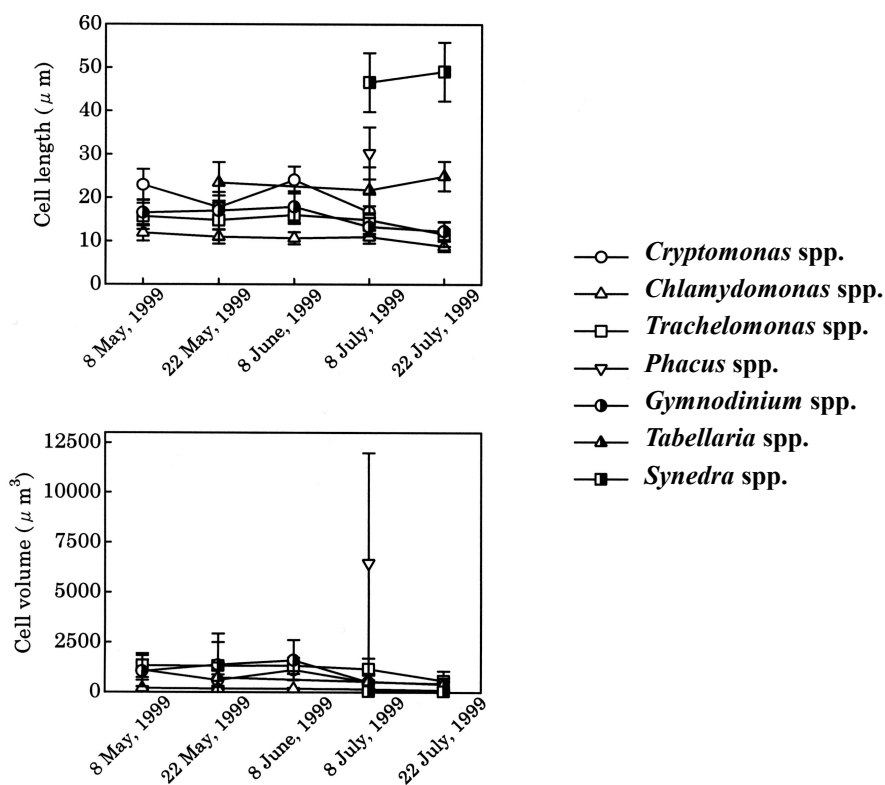 60
50
40
30
20
10
0
Cell length ( μ m)
8 May, 1999
22 May, 1999
8 June, 1999
8 July, 1999
22 July, 1999
Cryptomonas spp.
Chlamydomonas spp.
Trachelomonas spp.
Phacus spp.
Gymnodinium spp.
Tabellaria spp.
Synedra spp.
12500
10000
7500
5000
2500
0
Cell volume ( μ m³)
8 May, 1999
22 May, 1999
8 June, 1999
8 July, 1999
22 July, 1999